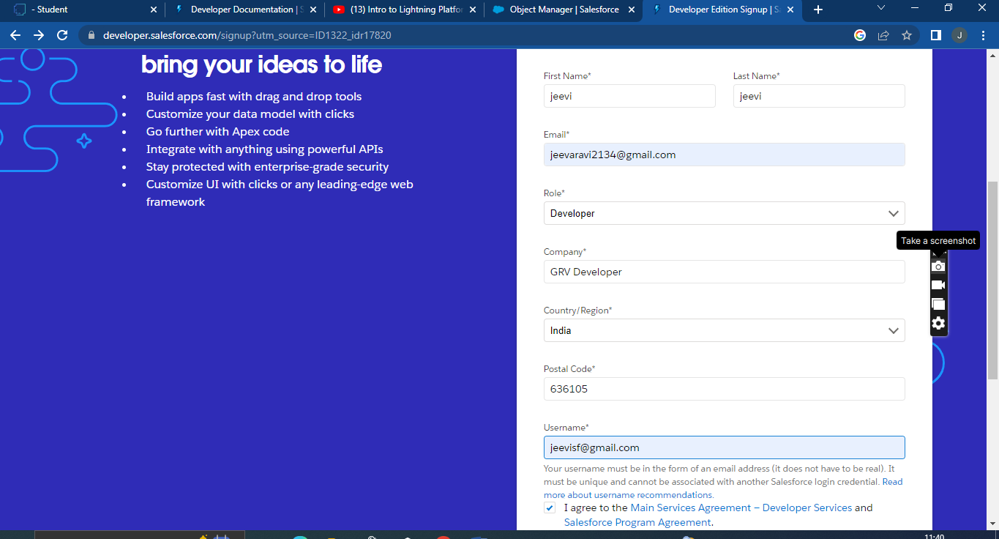 - Student
Developer Documentation | S
(13) Intro to Lightning Platfor
Object Manager | Salesforce
Developer Edition Signup | Sa
developer.salesforce.com/signup?utm_source=ID1322_idr17820
J
bring your ideas to life
• Build apps fast with drag and drop tools
• Customize your data model with clicks
• Go further with Apex code
• Integrate with anything using powerful APIs
• Stay protected with enterprise-grade security
• Customize UI with clicks or any leading-edge web
framework
First Name*
jeevi
Last Name*
jeevi
Email*
jeevaravi2134@gmail.com
Role*
Developer
Take a screenshot
Company*
GRV Developer
Country/Region*
India
Postal Code*
636105
Username*
jeevisf@gmail.com
Your username must be in the form of an email address (it does not have to be real). It
must be unique and cannot be associated with another Salesforce login credential. Read
more about username recommendations.
I agree to the Main Services Agreement – Developer Services and
Salesforce Program Agreement.
11:40